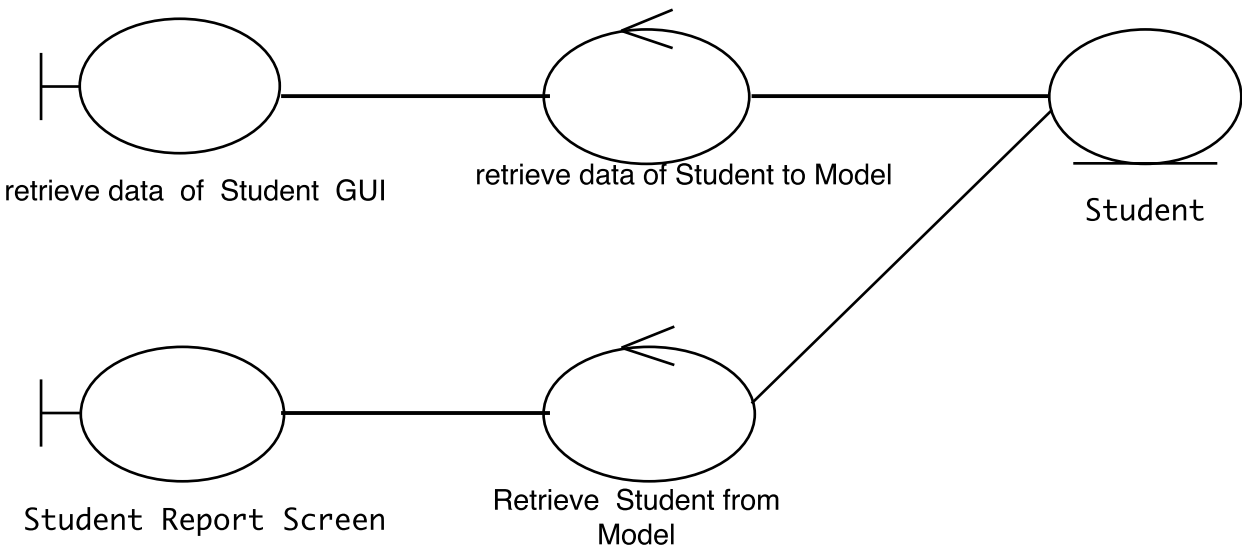 retrieve data of Student GUI
retrieve data of Student to Model
Student
Student Report Screen
Retrieve Student from
Model